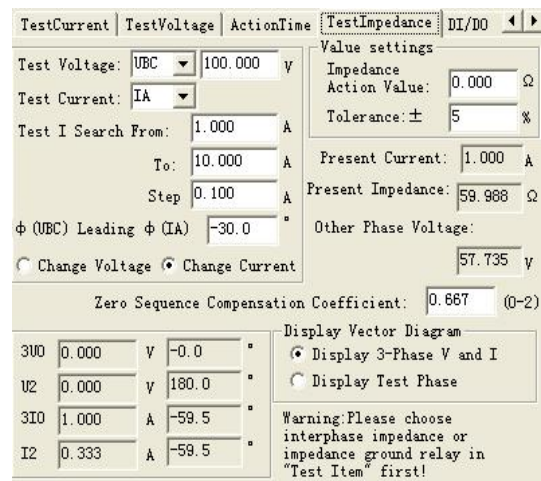 TestCurrent TestVoltage ActionTime TestImpedance DI/DO
Test Voltage: UBC 100.000 V
Test Current: IA
Test I Search From: 1.000 A
To: 10.000 A
Step 0.100 A
ϕ(UBC) Leading ϕ(IA) -30.0 °
Change Voltage Change Current
Value settings
Impedance
Action Value: 0.000 Ω
Tolerance:± 5 %
Present Current: 1.000 A
Present Impedance: 59.988 Ω
Other Phase Voltage:
57.735 V
Zero Sequence Compensation Coefficient: 0.667 (0-2)
3U0 0.000 V -0.0 °
U2 0.000 V 180.0 °
3I0 1.000 A -59.5 °
I2 0.333 A -59.5 °
Display Vector Diagram
Display 3-Phase V and I
Display Test Phase
Warning:Please choose
interphase impedance or
impedance ground relay in
"Test Item" first!